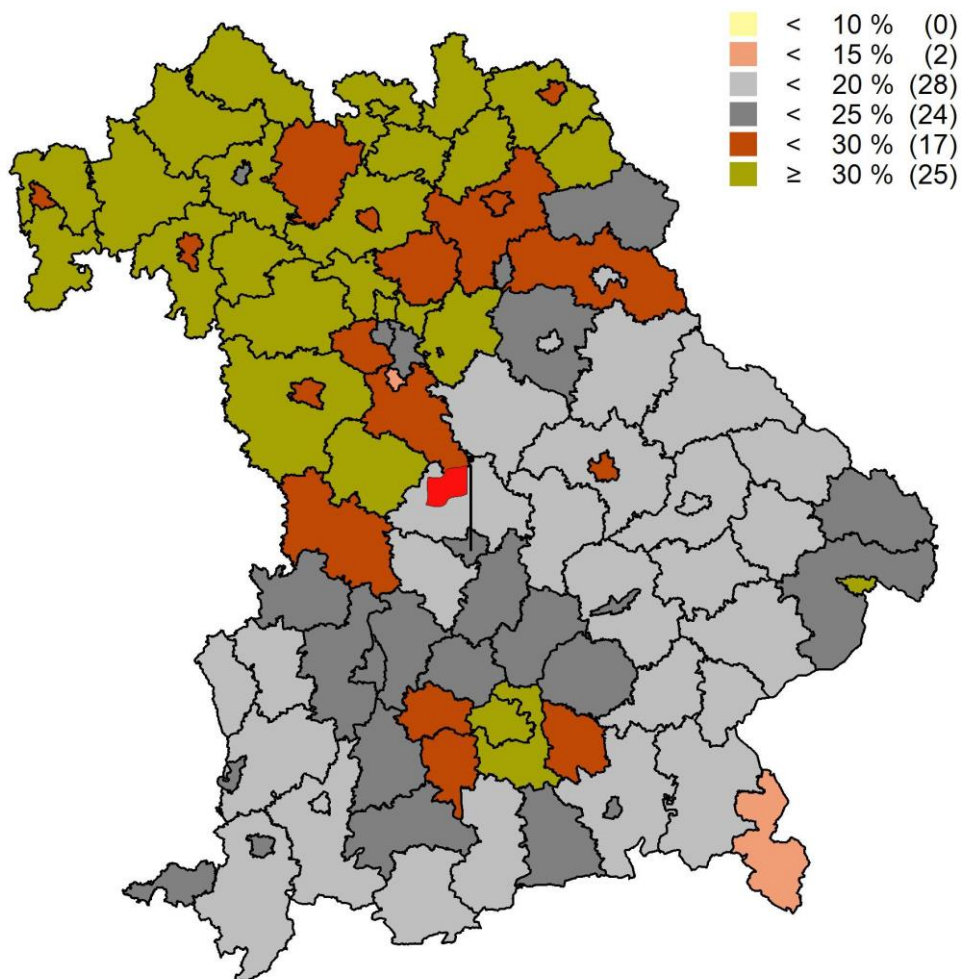 < 10 % (0)
< 15 % (2)
< 20 % (28)
< 25 % (24)
< 30 % (17)
≥ 30 % (25)